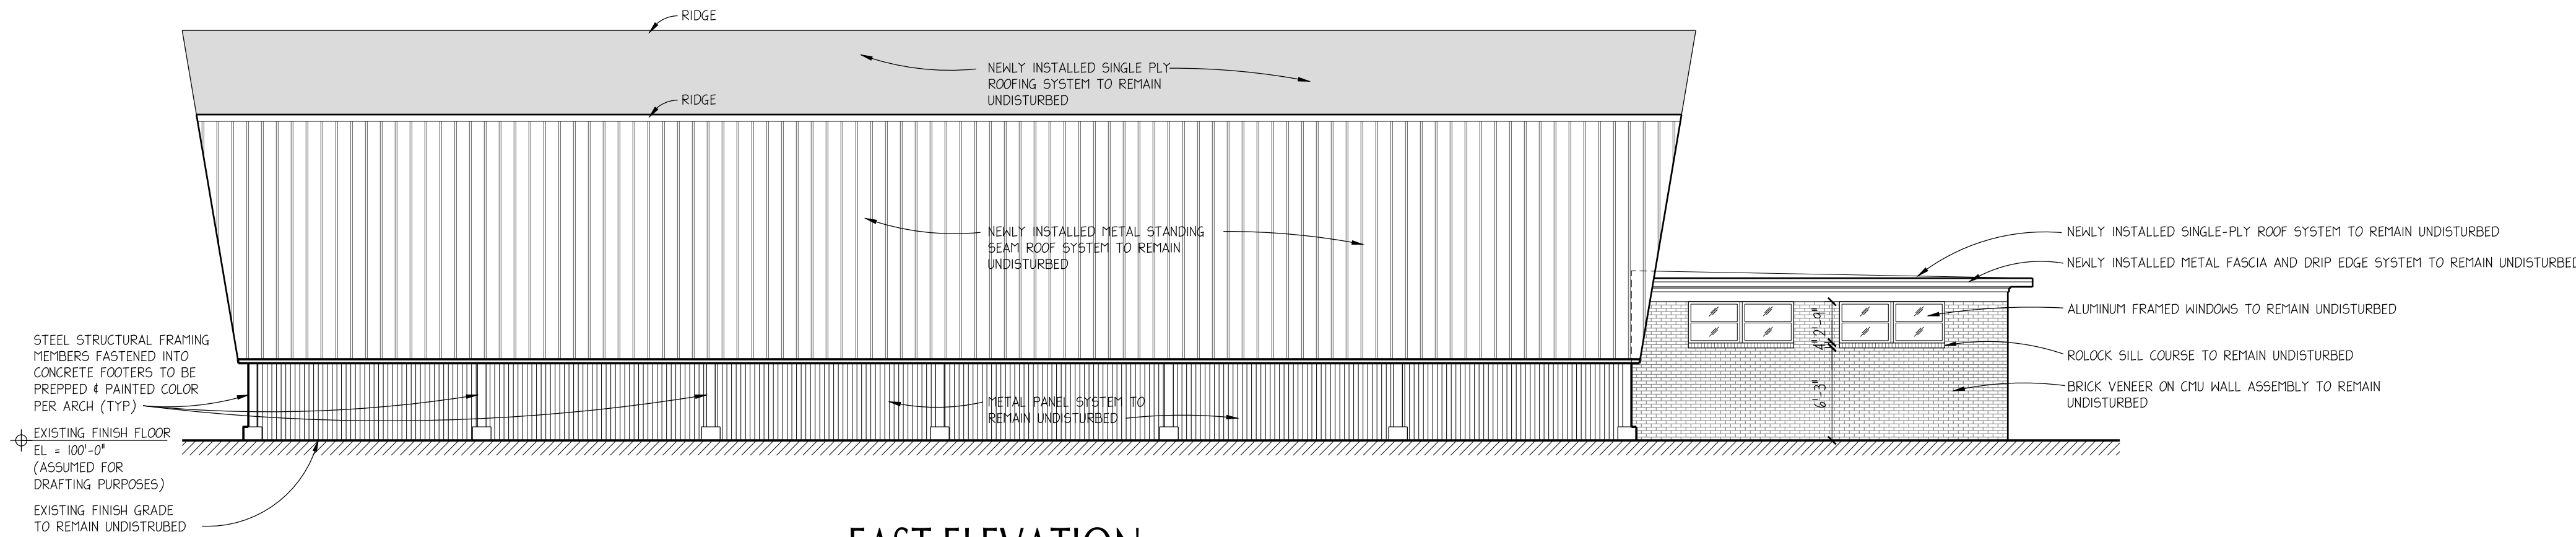 RIDGE
NEWLY INSTALLED SINGLE PLY
ROOFING SYSTEM TO REMAIN
UNDISTURBED
RIDGE
NEWLY INSTALLED METAL STANDING
SEAM ROOF SYSTEM TO REMAIN
UNDISTURBED
NEWLY INSTALLED SINGLE-PLY ROOF SYSTEM TO REMAIN UNDISTURBED
NEWLY INSTALLED METAL FASCIA AND DRIP EDGE SYSTEM TO REMAIN UNDISTURBED
ALUMINUM FRAMED WINDOWS TO REMAIN UNDISTURBED
ROLOCK SILL COURSE TO REMAIN UNDISTURBED
BRICK VENEER ON CMU WALL ASSEMBLY TO REMAIN
UNDISTURBED
2'-9"
4"
6'-3"
STEEL STRUCTURAL FRAMING
MEMBERS FASTENED INTO
CONCRETE FOOTERS TO BE
PREPPED & PAINTED COLOR
PER ARCH (TYP)
METAL PANEL SYSTEM TO
REMAIN UNDISTURBED
EXISTING FINISH FLOOR
EL = 100'-0"
(ASSUMED FOR
DRAFTING PURPOSES)
EXISTING FINISH GRADE
TO REMAIN UNDISTRUBED
EAST ELEVATION